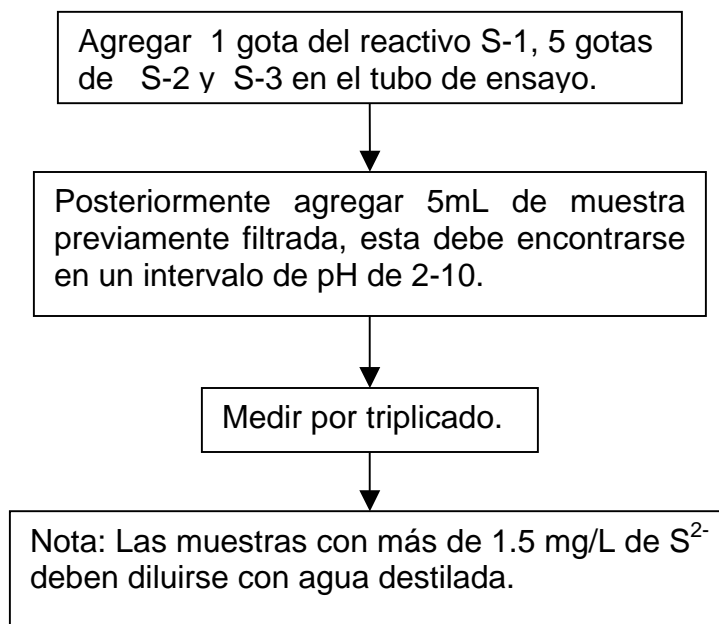 Agregar 1 gota del reactivo S-1, 5 gotas
de S-2 y S-3 en el tubo de ensayo.
Posteriormente agregar 5mL de muestra
previamente filtrada, esta debe encontrarse
en un intervalo de pH de 2-10.
Medir por triplicado.
Nota: Las muestras con más de 1.5 mg/L de S²⁻
deben diluirse con agua destilada.